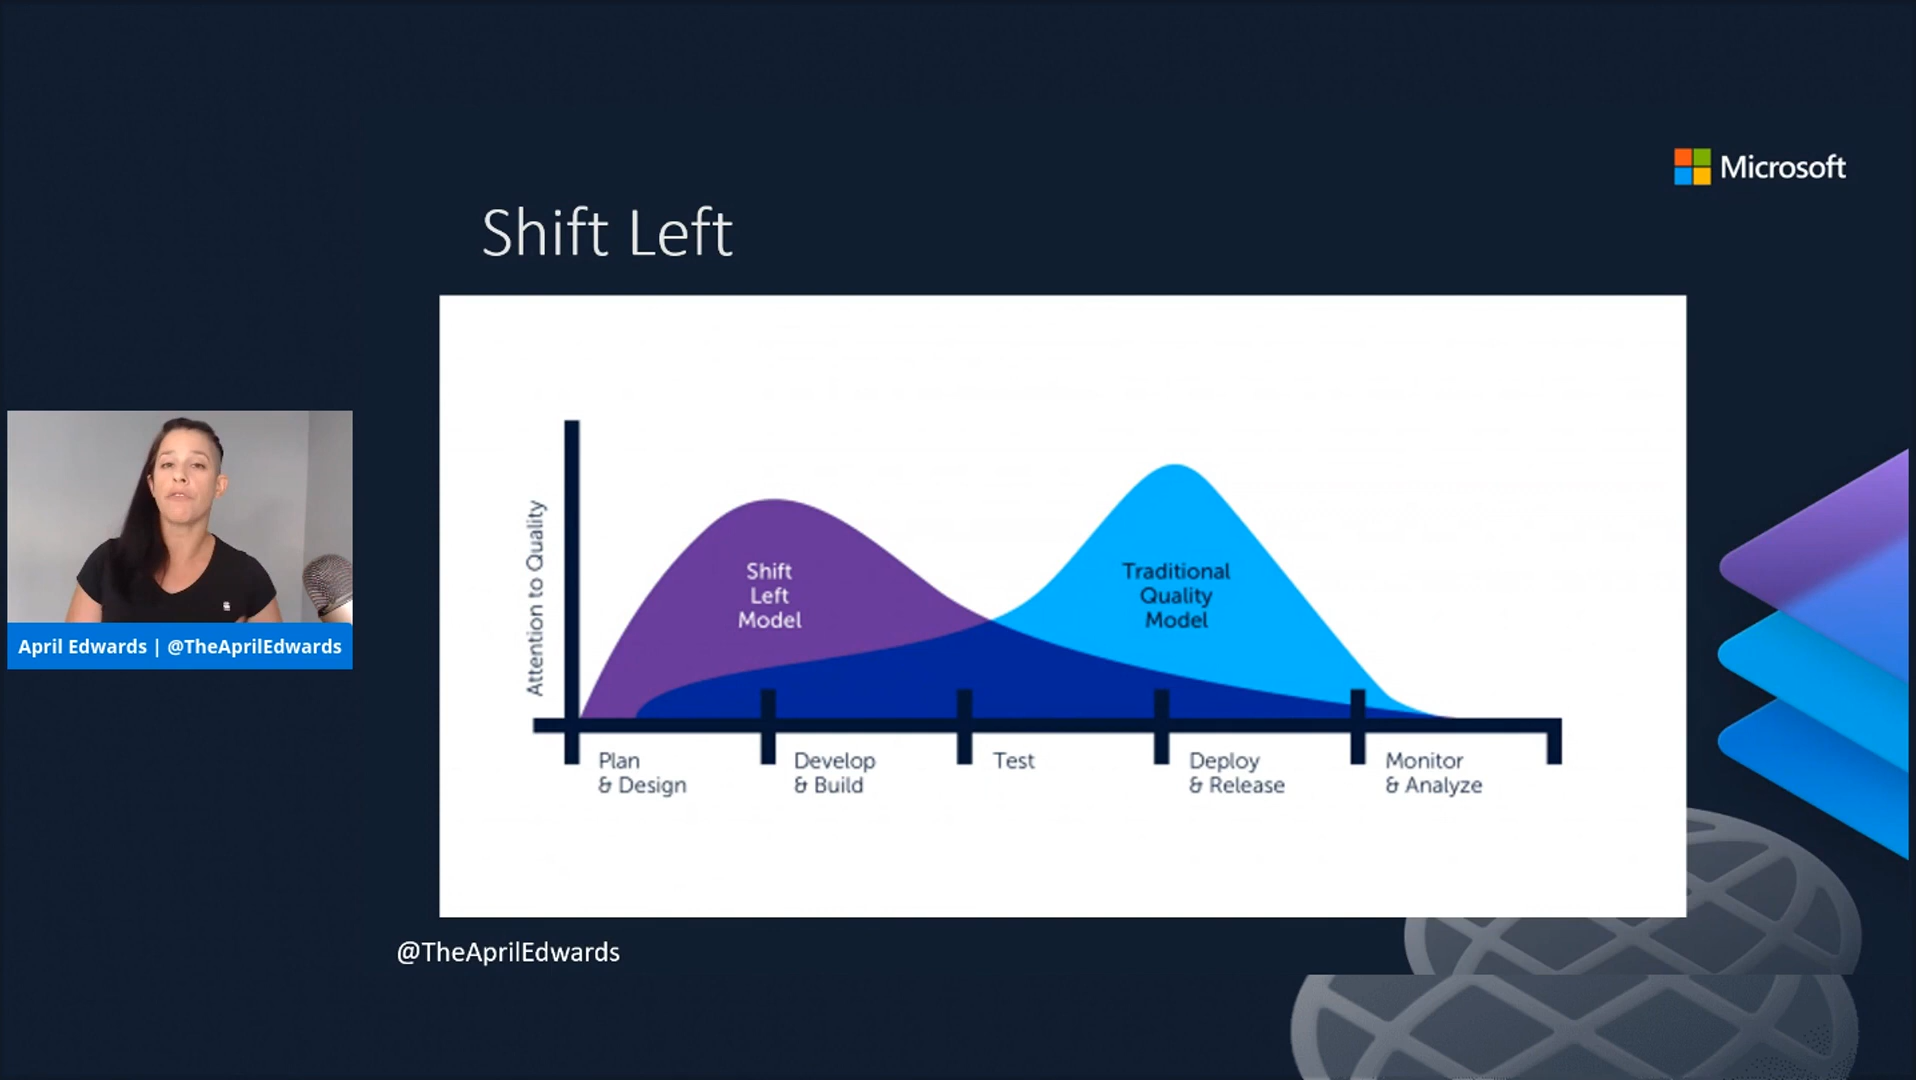 Microsoft
Shift Left
Attention to Quality
Shift
Left
Model
Traditional
Quality
Model
Plan
& Design
Develop
& Build
Test
Deploy
& Release
Monitor
& Analyze
April Edwards | @TheAprilEdwards
@TheAprilEdwards